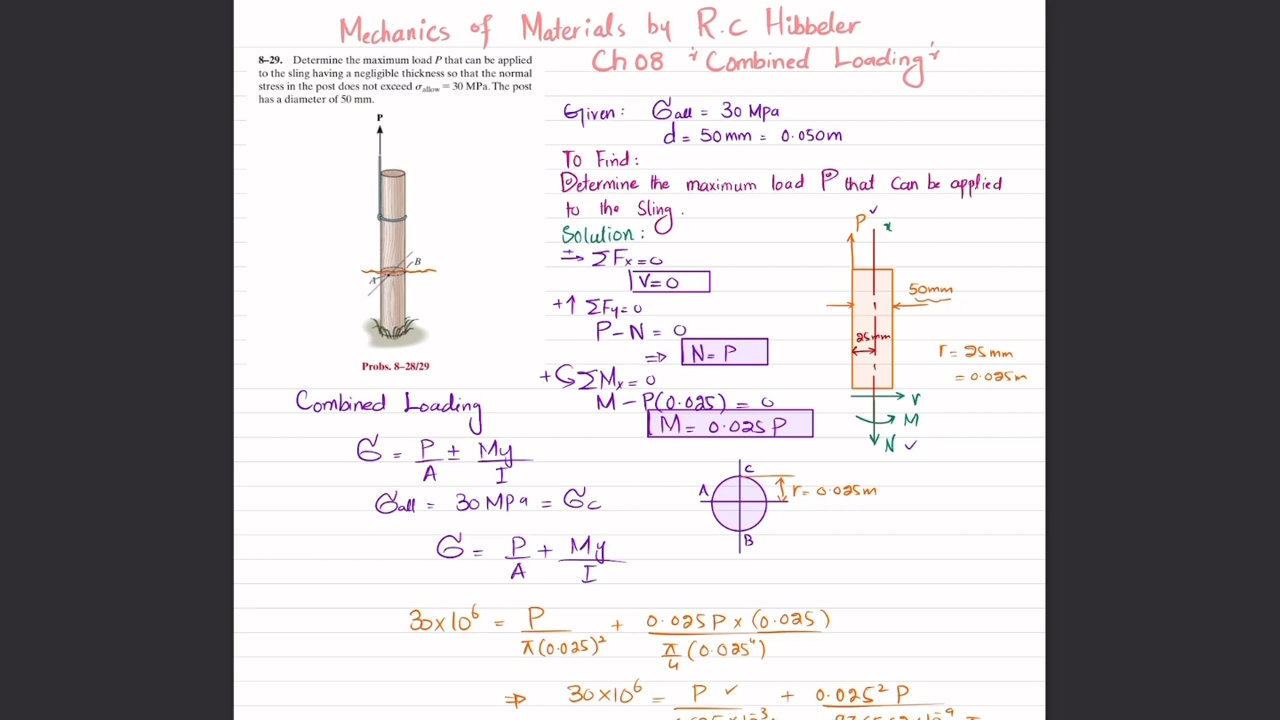 Mechanics of Materials by R.C Hibbeler
Ch 08 "Combined Loading"
8–29. Determine the maximum load P that can be applied
to the sling having a negligible thickness so that the normal
stress in the post does not exceed σallow = 30 MPa. The post
has a diameter of 50 mm.
P
B
A
Probs. 8–28/29
Given: σall = 30 MPa
d = 50mm = 0.050m
To Find:
Determine the maximum load P that Can be applied
to the Sling.
Solution:
→+ ΣFx = 0
V = 0
+↑ ΣFy = 0
P - N = 0
⇒ N = P
+↺ ΣMx = 0
M - P(0.025) = 0
M = 0.025 P
P ✓
x
50mm
25mm
r = 25mm
= 0.025m
V
M
N ✓
Combined Loading
σ = P/A ± My/I
σall = 30 MPa = σc
σ = P/A + My/I
C
A
r = 0.025m
B
30×10⁶ = P/π(0.025)² + 0.025P × (0.025)/π/4 (0.025⁴)
⇒ 30×10⁶ = P ✓ + 0.025² P